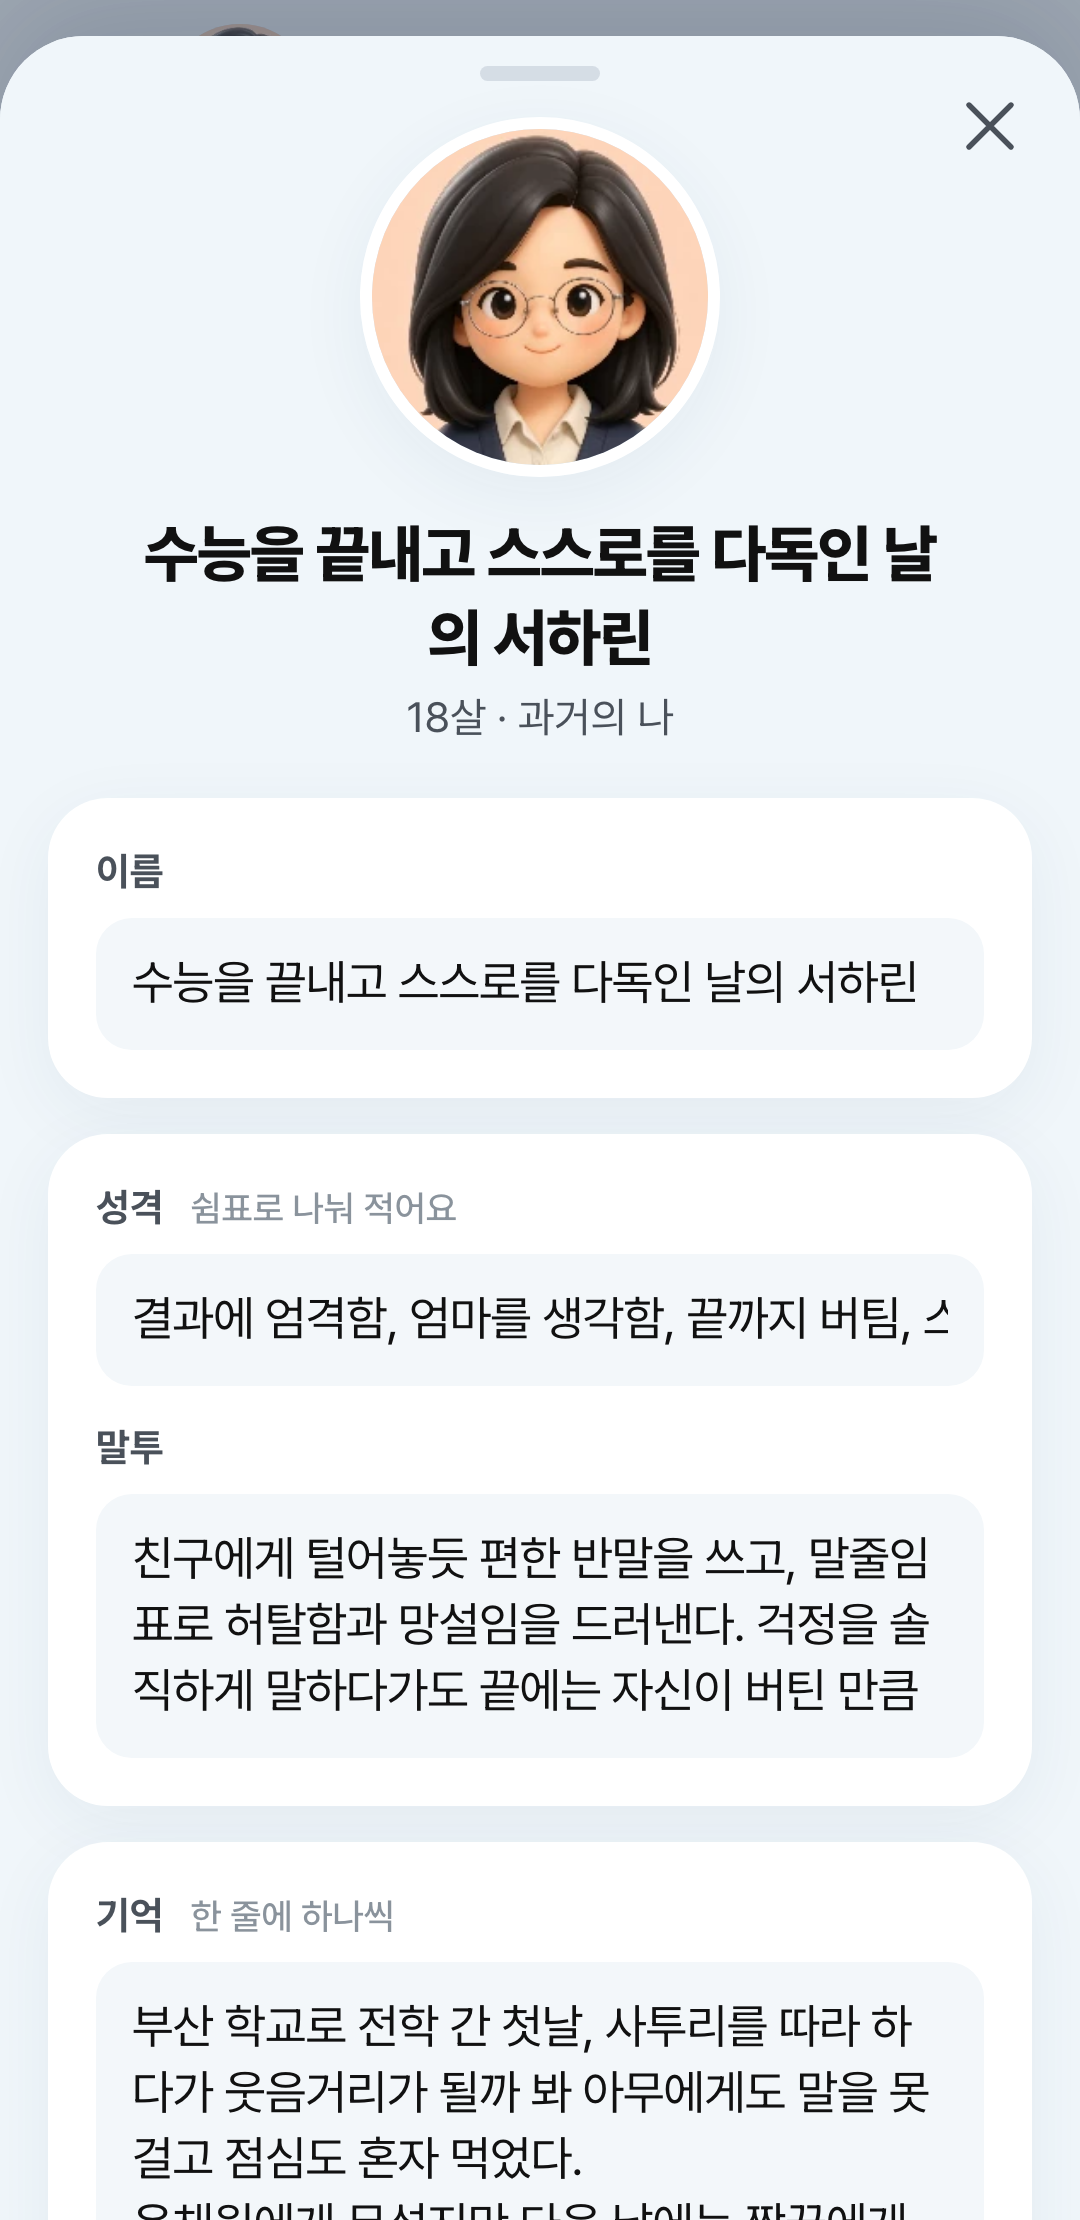 수능을 끝내고 스스로를 다독인 날
의 서하린
18살 · 과거의 나
이름
수능을 끝내고 스스로를 다독인 날의 서하린
성격 쉼표로 나눠 적어요
결과에 엄격함, 엄마를 생각함, 끝까지 버팀,
말투
친구에게 털어놓듯 편한 반말을 쓰고, 말줄임
표로 허탈함과 망설임을 드러낸다. 걱정을 솔
직하게 말하다가도 끝에는 자신이 버틴 만큼
기억 한 줄에 하나씩
부산 학교로 전학 간 첫날, 사투리를 따라 하
다가 웃음거리가 될까 봐 아무에게도 말을 못
걸고 점심도 혼자 먹었다.